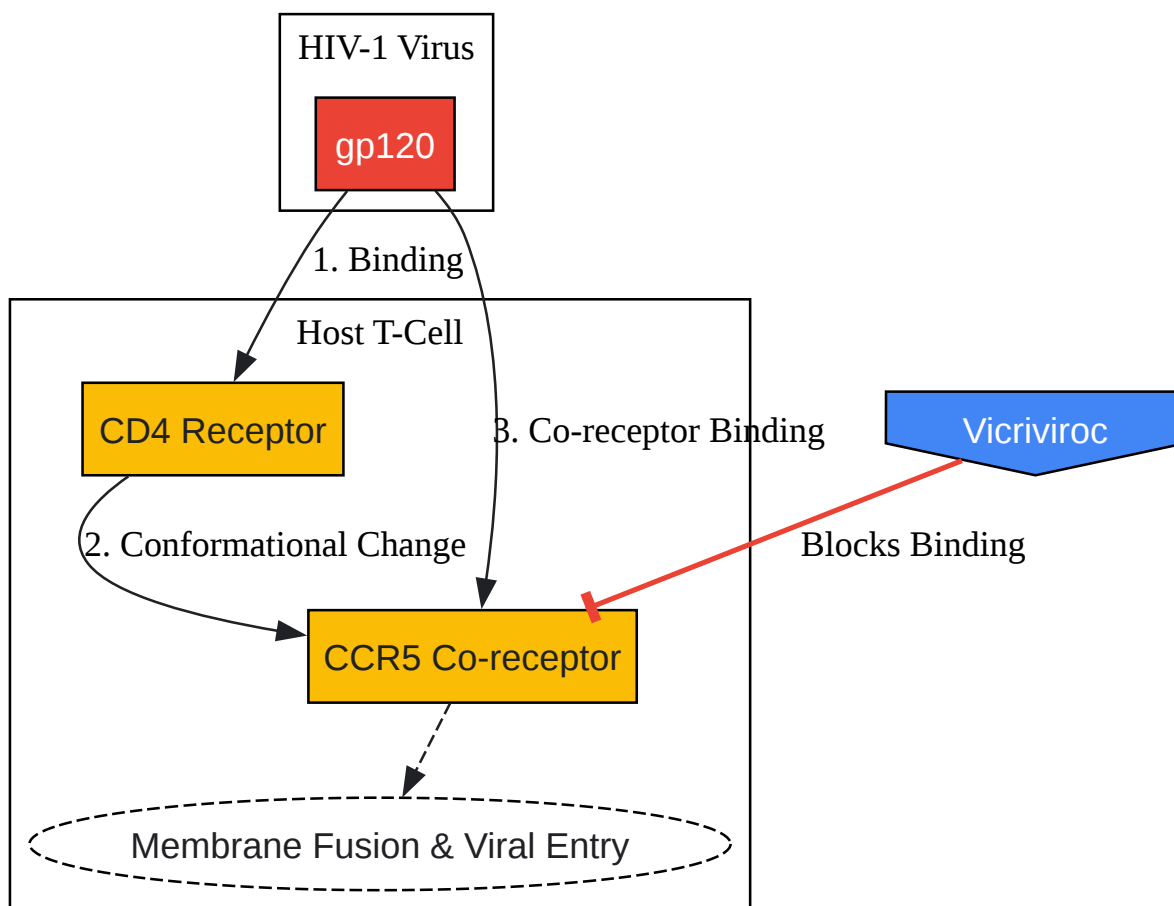 HIV-1 Virus
gp120
1. Binding
Host T-Cell
CD4 Receptor
3. Co-receptor Binding
Vicriviroc
2. Conformational Change
Blocks Binding
CCR5 Co-receptor
Membrane Fusion & Viral Entry